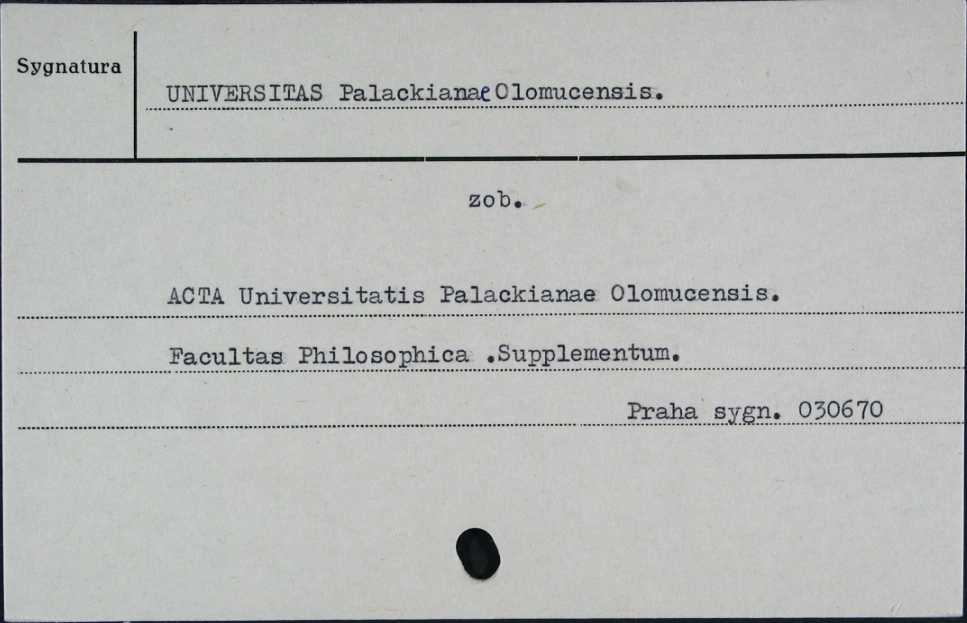 Sygnatura
UNIVERSITAS Palackianae Olomucensis.
zob.
ACTA Universitatis Palackianae Olomucensis.
Facultas Philosophica .Supplementum.
Praha sygn. 030670